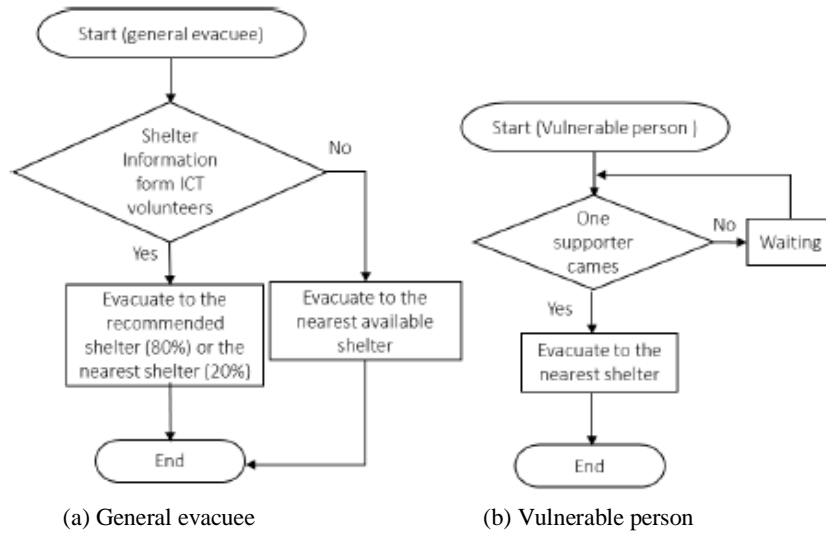 Start (general evacuee)
Shelter
Information
form ICT
volunteers
No
Yes
Evacuate to the
recommended
shelter (80%) or the
nearest shelter (20%)
Evacuate to the
nearest available
shelter
End
(a) General evacuee
Start (Vulnerable person )
One
supporter
cames
No
Waiting
Yes
Evacuate to the
nearest shelter
End
(b) Vulnerable person